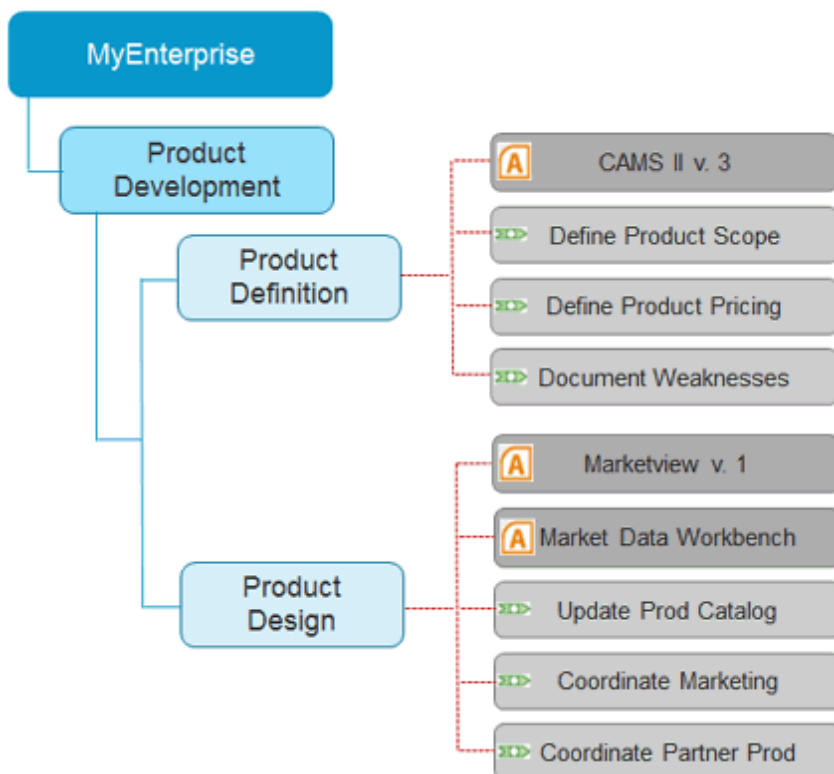 MyEnterprise
Product
Development
Product
Definition
A
CAMS II v. 3
Define Product Scope
Define Product Pricing
Document Weaknesses
Product
Design
A
Marketview v. 1
A
Market Data Workbench
Update Prod Catalog
Coordinate Marketing
Coordinate Partner Prod